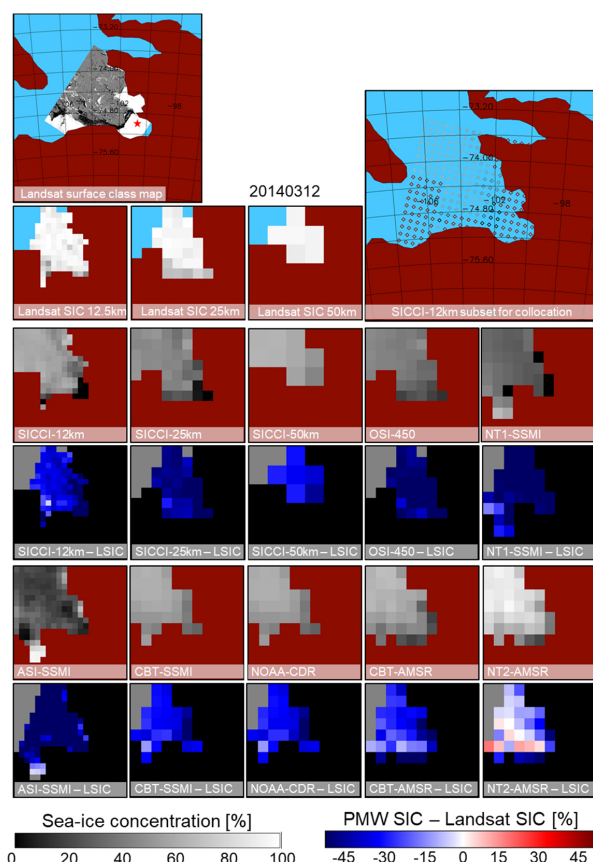 -73.20
-74.00
-102
-98
-74.80
-75.60
Landsat surface class map
20140312
-73.20
-74.00
-106
-102
-98
-74.80
-75.60
SICCI-12km subset for collocation
Landsat SIC 12.5km
Landsat SIC 25km
Landsat SIC 50km
SICCI-12km
SICCI-25km
SICCI-50km
OSI-450
NT1-SSMI
SICCI-12km – LSIC
SICCI-25km – LSIC
SICCI-50km – LSIC
OSI-450 – LSIC
NT1-SSMI – LSIC
ASI-SSMI
CBT-SSMI
NOAA-CDR
CBT-AMSR
NT2-AMSR
ASI-SSMI – LSIC
CBT-SSMI – LSIC
NOAA-CDR – LSIC
CBT-AMSR – LSIC
NT2-AMSR – LSIC
Sea-ice concentration [%]
0 20 40 60 80 100
PMW SIC – Landsat SIC [%]
-45 -30 -15 0 15 30 45